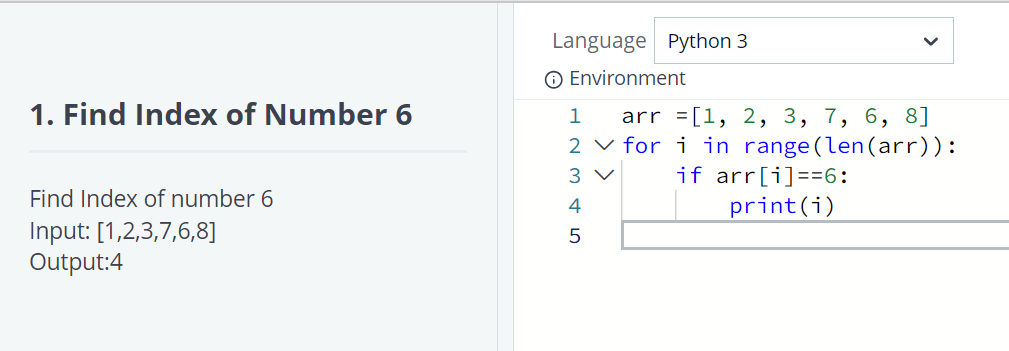 1. Find Index of Number 6
Find Index of number 6
Input: [1,2,3,7,6,8]
Output:4
Language Python 3
Environment
1 arr =[1, 2, 3, 7, 6, 8]
2 for i in range(len(arr)):
3 if arr[i]==6:
4 print(i)
5